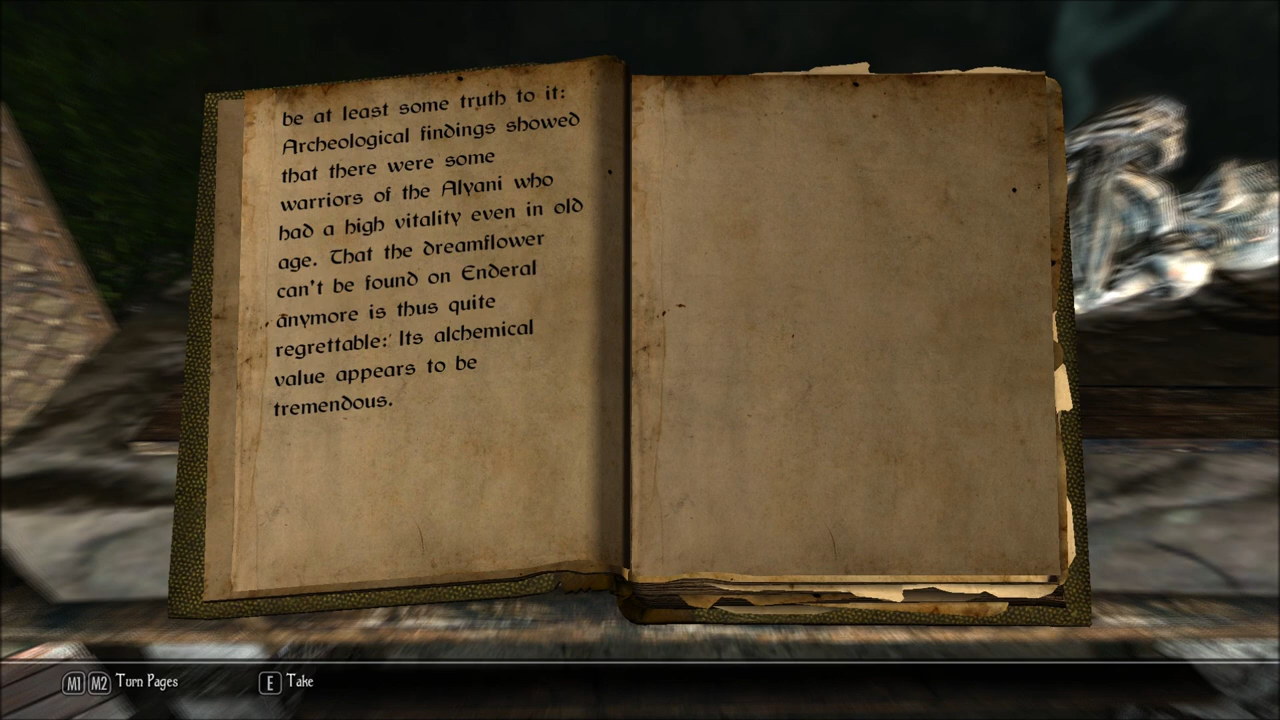 be at least some truth to it:
Archeological findings showed
that there were some
warriors of the Alyani who
had a high vitality even in old
age. That the dreamflower
can't be found on Enderal
anymore is thus quite
regrettable: Its alchemical
value appears to be
tremendous.
M1 M2 Turn Pages
E Take